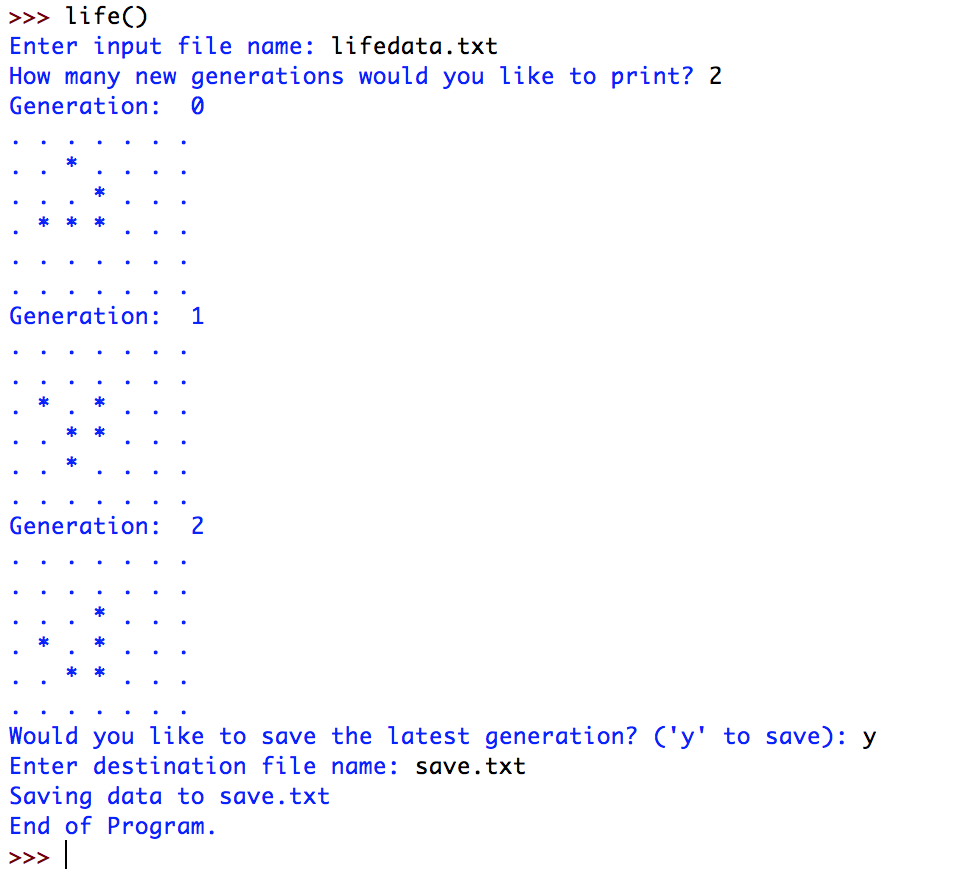 >>> life()
Enter input file name: lifedata.txt
How many new generations would you like to print? 2
Generation:  0
. . . . . . .
. . * . . . .
. . . * . . .
. * * * . . .
. . . . . . .
. . . . . . .
Generation:  1
. . . . . . .
. . . . . . .
. * . * . . .
. . * * . . .
. . * . . . .
. . . . . . .
Generation:  2
. . . . . . .
. . . . . . .
. . . * . . .
. * . * . . .
. . * * . . .
. . . . . . .
Would you like to save the latest generation? ('y' to save): y
Enter destination file name: save.txt
Saving data to save.txt
End of Program.
>>>